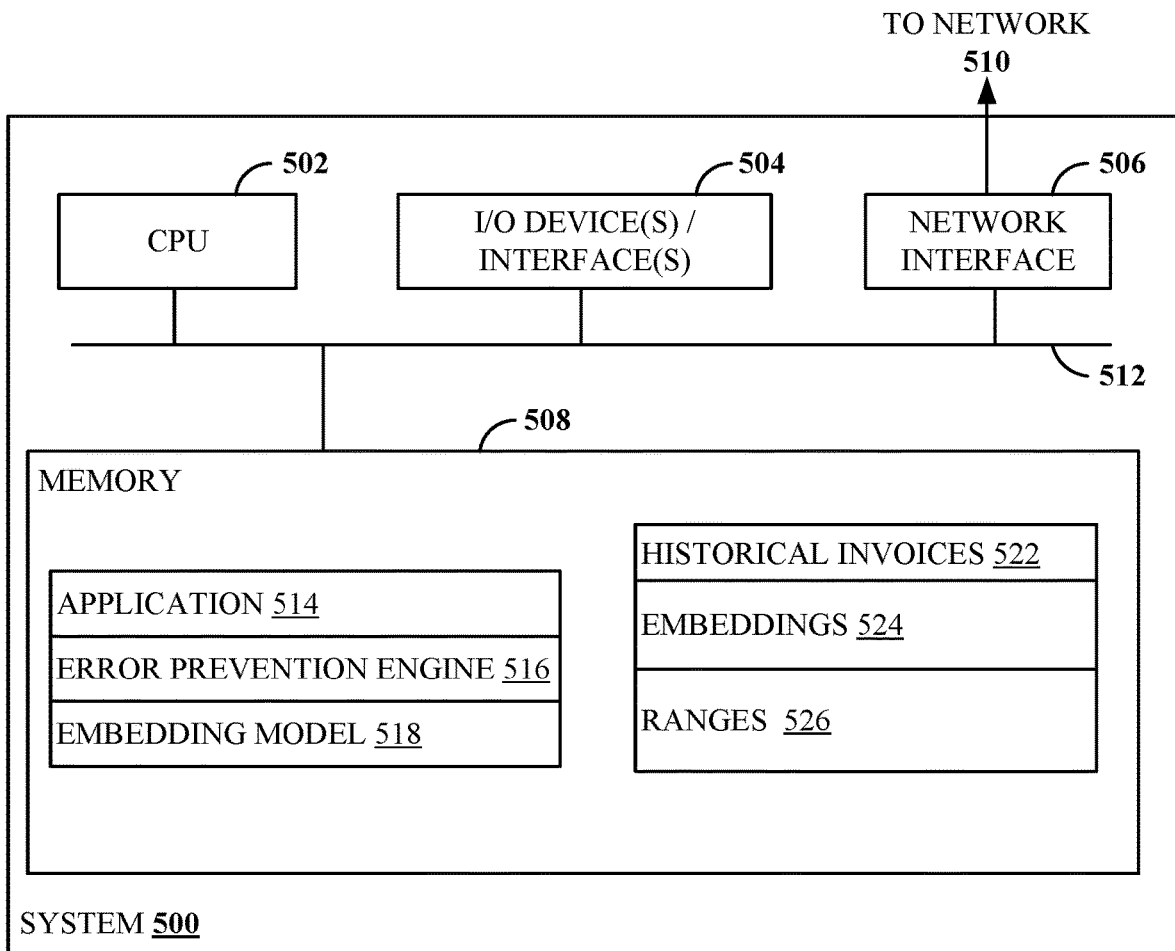 TO NETWORK
510
502
504
506
CPU
I/O DEVICE(S) /
INTERFACE(S)
NETWORK
INTERFACE
512
508
MEMORY
APPLICATION 514
ERROR PREVENTION ENGINE 516
EMBEDDING MODEL 518
HISTORICAL INVOICES 522
EMBEDDINGS 524
RANGES 526
SYSTEM 500